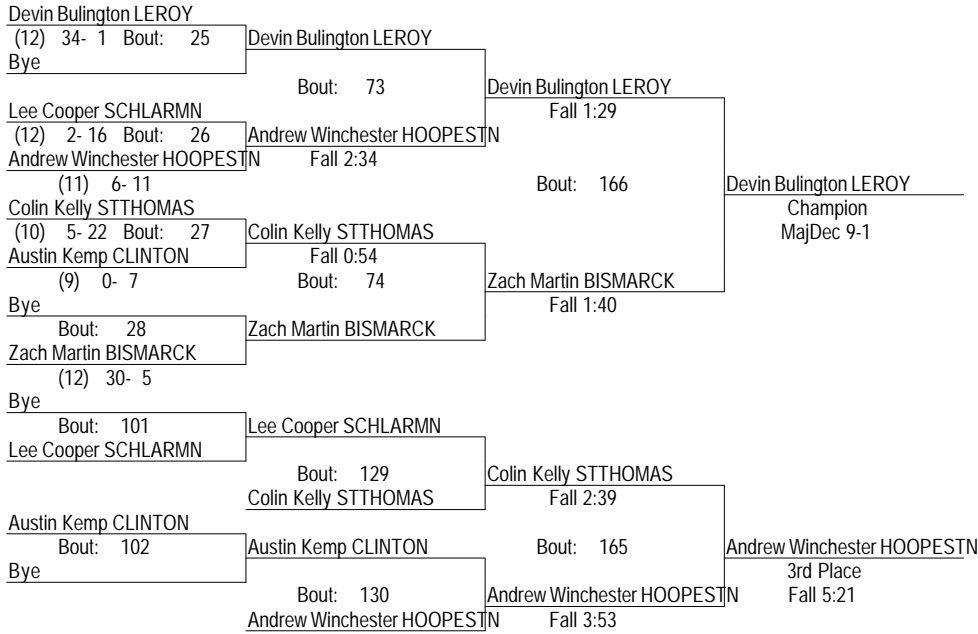 Devin Bulington LEROY
(12) 34- 1 Bout: 25 Devin Bulington LEROY
Bye
Bout: 73 Devin Bulington LEROY
Lee Cooper SCHLARMN Fall 1:29
(12) 2- 16 Bout: 26 Andrew Winchester HOOPESTN
Andrew Winchester HOOPESTN Fall 2:34
(11) 6- 11 Bout: 166 Devin Bulington LEROY
Colin Kelly STTHOMAS Champion
(10) 5- 22 Bout: 27 Colin Kelly STTHOMAS MajDec 9-1
Austin Kemp CLINTON Fall 0:54
(9) 0- 7 Bout: 74 Zach Martin BISMARCK
Bye Fall 1:40
Bout: 28 Zach Martin BISMARCK
Zach Martin BISMARCK
(12) 30- 5
Bye
Bout: 101 Lee Cooper SCHLARMN
Lee Cooper SCHLARMN
Bout: 129 Colin Kelly STTHOMAS
Colin Kelly STTHOMAS Fall 2:39
Austin Kemp CLINTON
Bout: 102 Austin Kemp CLINTON Bout: 165 Andrew Winchester HOOPESTN
Bye 3rd Place
Bout: 130 Andrew Winchester HOOPESTN Fall 5:21
Andrew Winchester HOOPESTN Fall 3:53